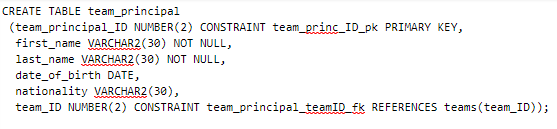 CREATE TABLE team_principal
(team_principal_ID NUMBER(2) CONSTRAINT team_princ_ID_pk PRIMARY KEY,
first_name VARCHAR2(30) NOT NULL,
last_name VARCHAR2(30) NOT NULL,
date_of_birth DATE,
nationality VARCHAR2(30),
team_ID NUMBER(2) CONSTRAINT team_principal_teamID_fk REFERENCES teams(team_ID));